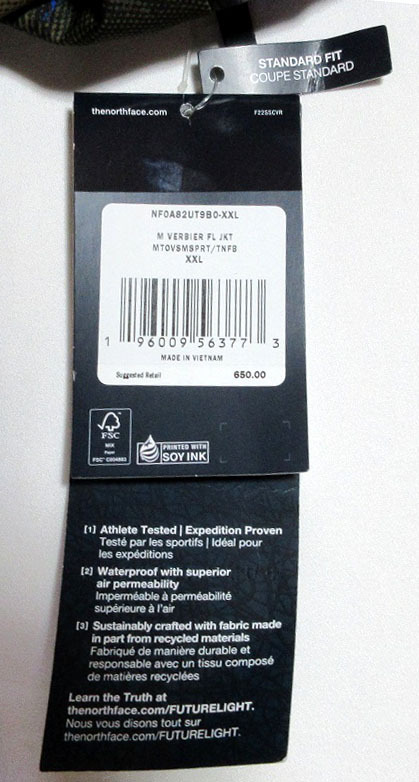 STANDARD FIT
COUPE STANDARD
thenorthface.com
F22SSCVR
NF0A82UT9B0-XXL
M VERBIER FL JKT
MTOVSMSPRT/TNFB
XXL
1 96009 56377 3
MADE IN VIETNAM
Suggested Retail 650.00
FSC
MIX
Paper
PRINTED WITH
SOY INK
[1] Athlete Tested | Expedition Proven
Testé par les sportifs | Idéal pour
les expéditions
[2] Waterproof with superior
air permeability
Imperméable à perméabilité
supérieure à l'air
[3] Sustainably crafted with fabric made
in part from recycled materials
Fabriqué de manière durable et
responsable avec un tissu composé
de matières recyclées
Learn the Truth at
thenorthface.com/FUTURELIGHT.
Nous vous disons tout sur
thenorthface.com/FUTURELIGHT.